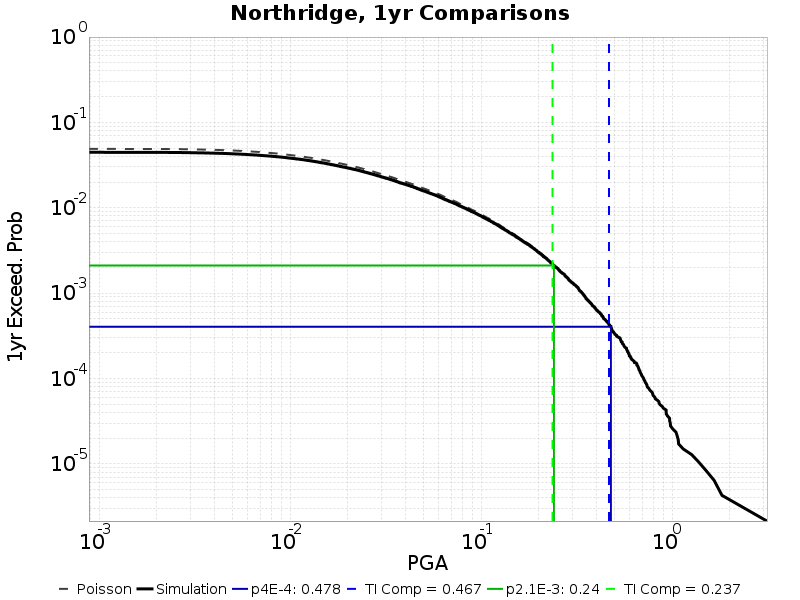 Northridge, 1yr Comparisons
10^0
10^-1
10^-2
10^-3
10^-4
10^-5
1yr Exceed. Prob
10^-3 10^-2 10^-1 10^0
PGA
Poisson Simulation p4E-4: 0.478 TI Comp = 0.467 p2.1E-3: 0.24 TI Comp = 0.237